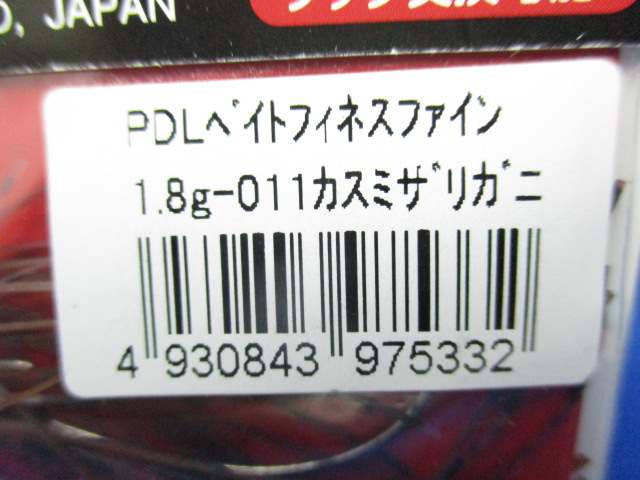 , JAPAN
PDLﾍﾞｲﾄﾌｨﾈｽﾌｧｲﾝ
1.8g-011ｶｽﾐｻﾞﾘｶﾞﾆ
4 930843 975332